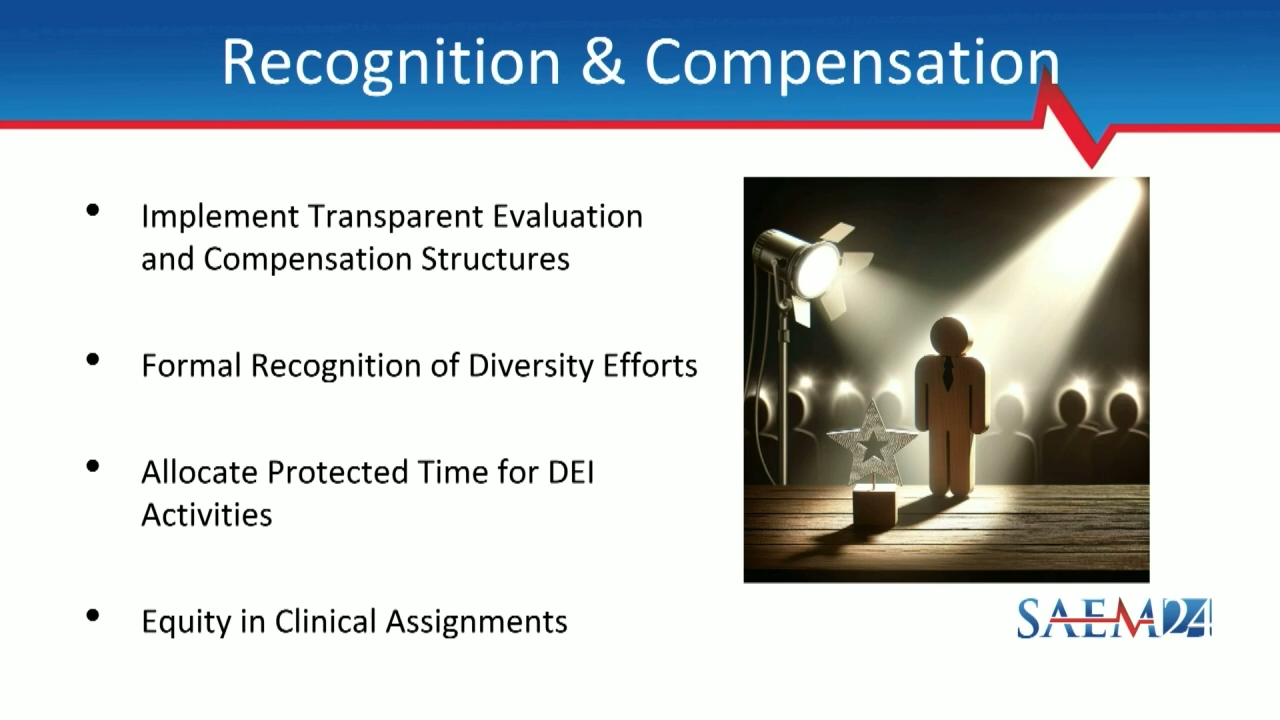 Recognition & Compensation
• Implement Transparent Evaluation
and Compensation Structures
• Formal Recognition of Diversity Efforts
• Allocate Protected Time for DEI
Activities
• Equity in Clinical Assignments
SAEM24